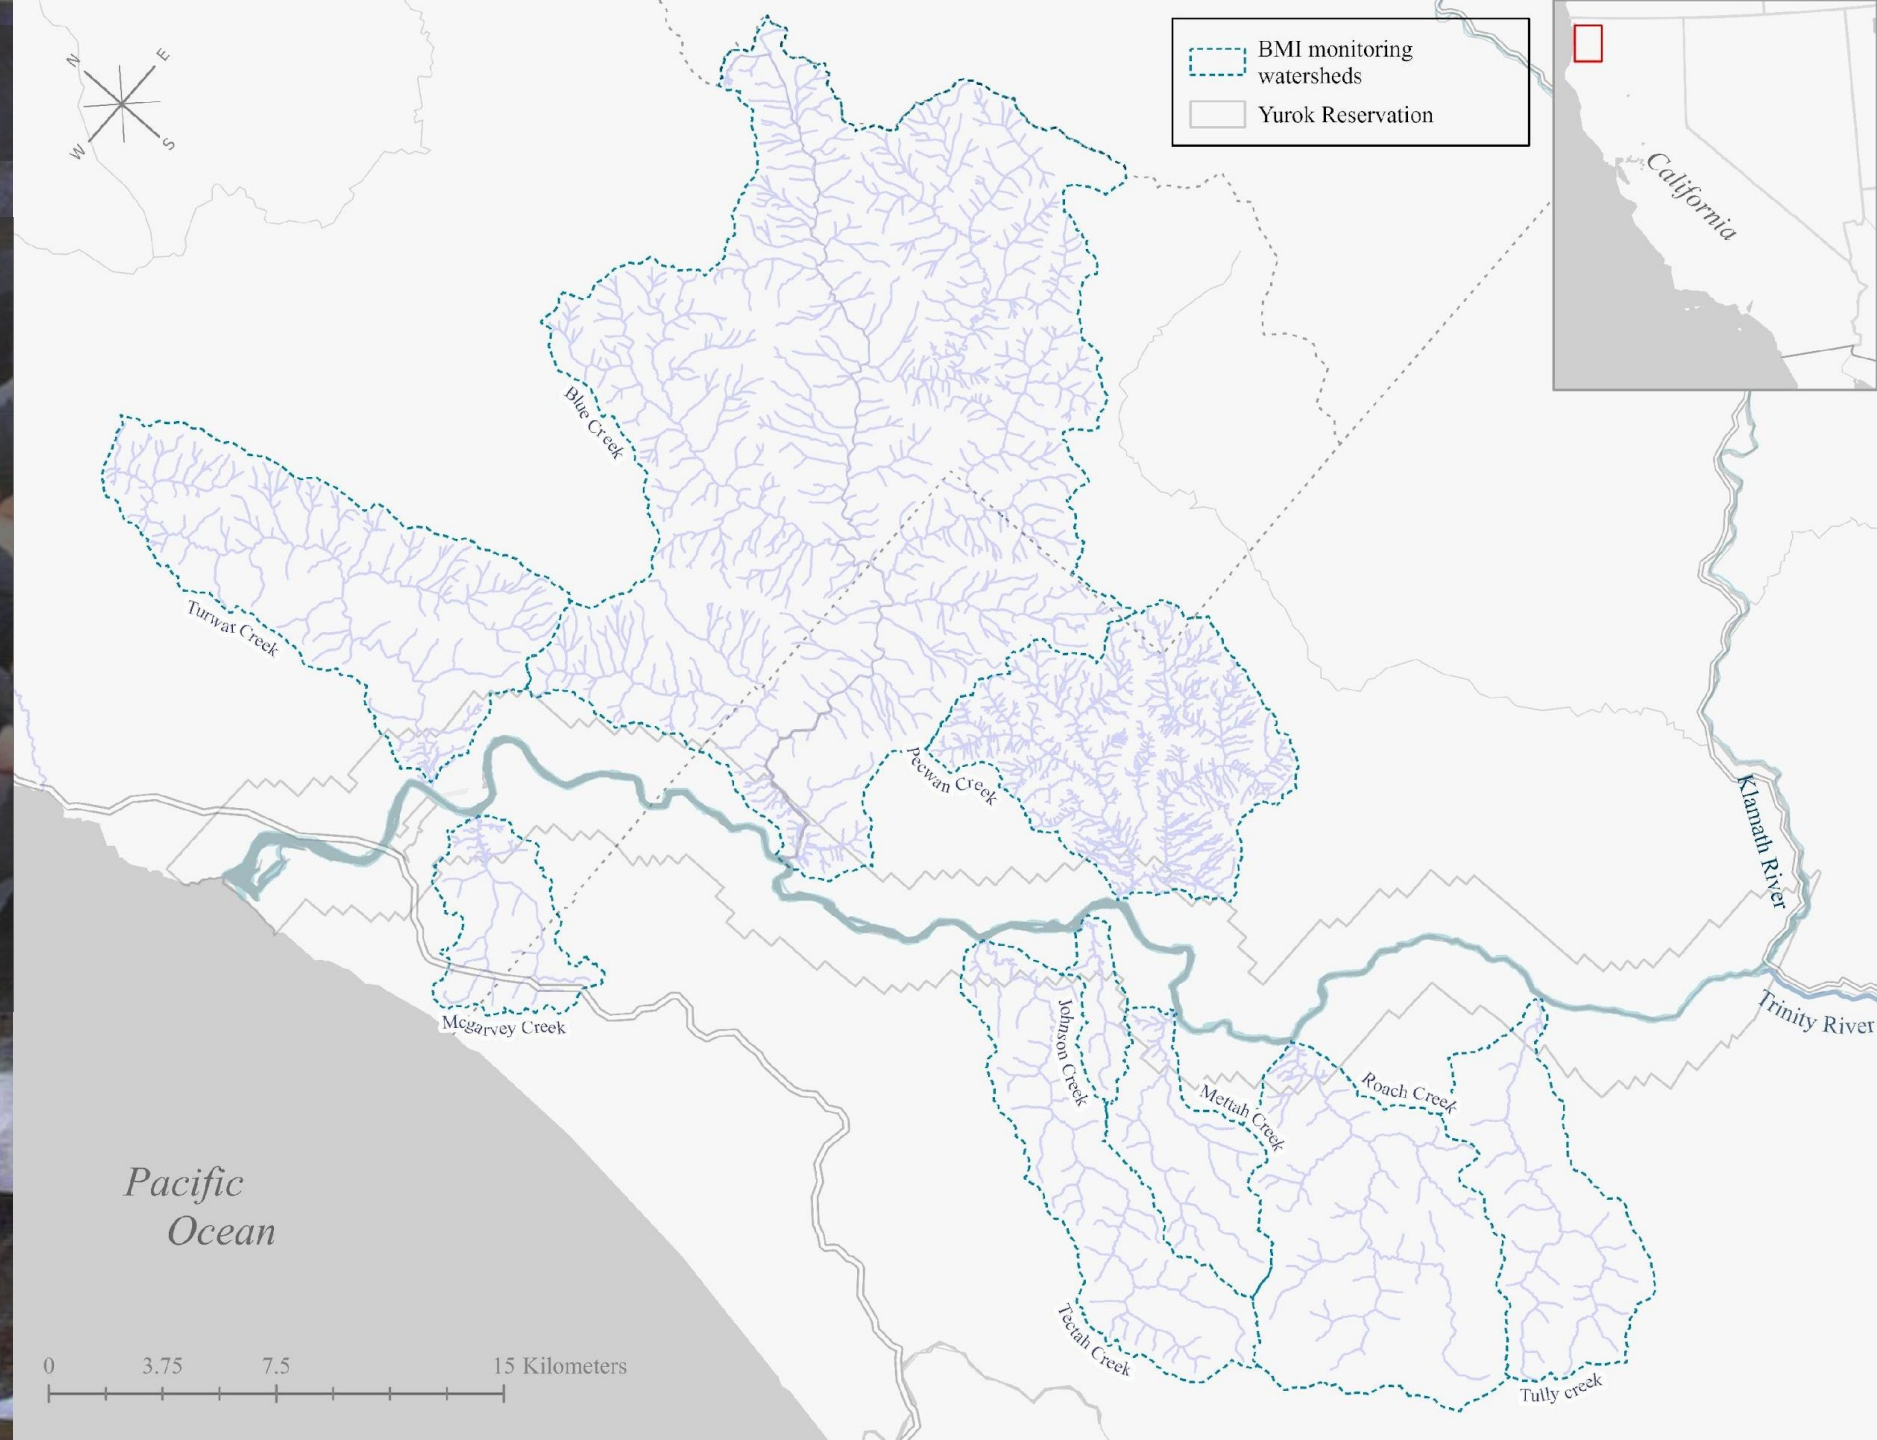 N
E
W
S
BMI monitoring
watersheds
Yurok Reservation
California
Blue Creek
Turwar Creek
Pecwan Creek
Klamath River
Trinity River
Johnson Creek
Mcgarvey Creek
Mettah Creek
Roach Creek
Pacific
Ocean
Tectah Creek
Tully creek
0 3.75 7.5 15 Kilometers